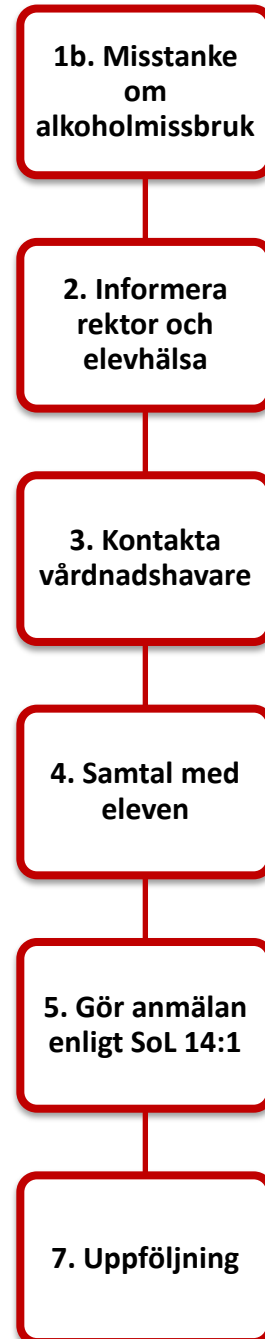 1b. Misstanke
om
alkoholmissbruk
2. Informera
rektor och
elevhälsa
3. Kontakta
vårdnadshavare
4. Samtal med
eleven
5. Gör anmälan
enligt SoL 14:1
7. Uppföljning